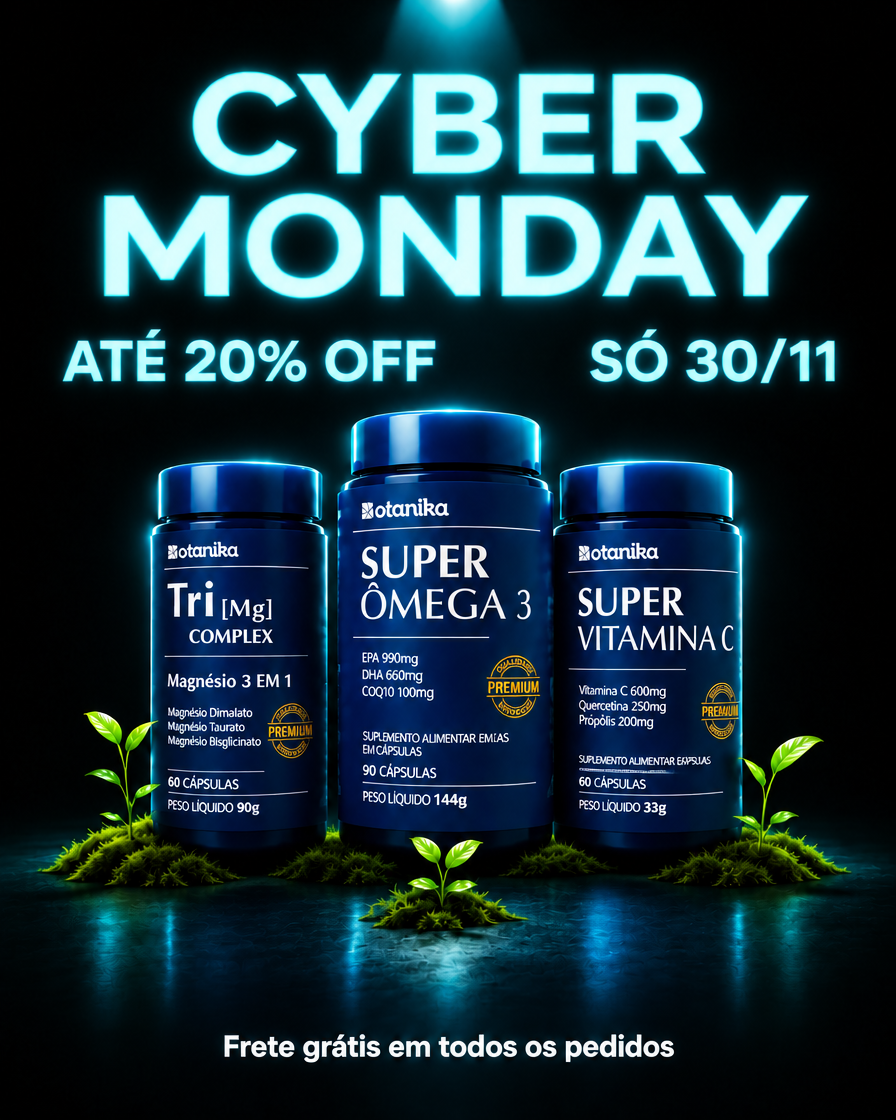 CYBER
MONDAY
ATÉ 20% OFF
SÓ 30/11
otanika
Tri [Mg]
COMPLEX
Magnésio 3 EM 1
Magnésio Dimalato
Magnésio Taurato
Magnésio Bisglicinato
PREMIUM
60 CÁPSULAS
PESO LÍQUIDO 90g
otanika
SUPER
ÔMEGA 3
EPA 990mg
DHA 660mg
COQ10 100mg
PREMIUM
SUPLEMENTO ALIMENTAR
EM CÁPSULAS
90 CÁPSULAS
PESO LÍQUIDO 144g
otanika
SUPER
VITAMINA C
Vitamina C 600mg
Quercetina 250mg
Própolis 200mg
PREMIUM
SUPLEMENTO ALIMENTAR
60 CÁPSULAS
PESO LÍQUIDO 33g
Frete grátis em todos os pedidos